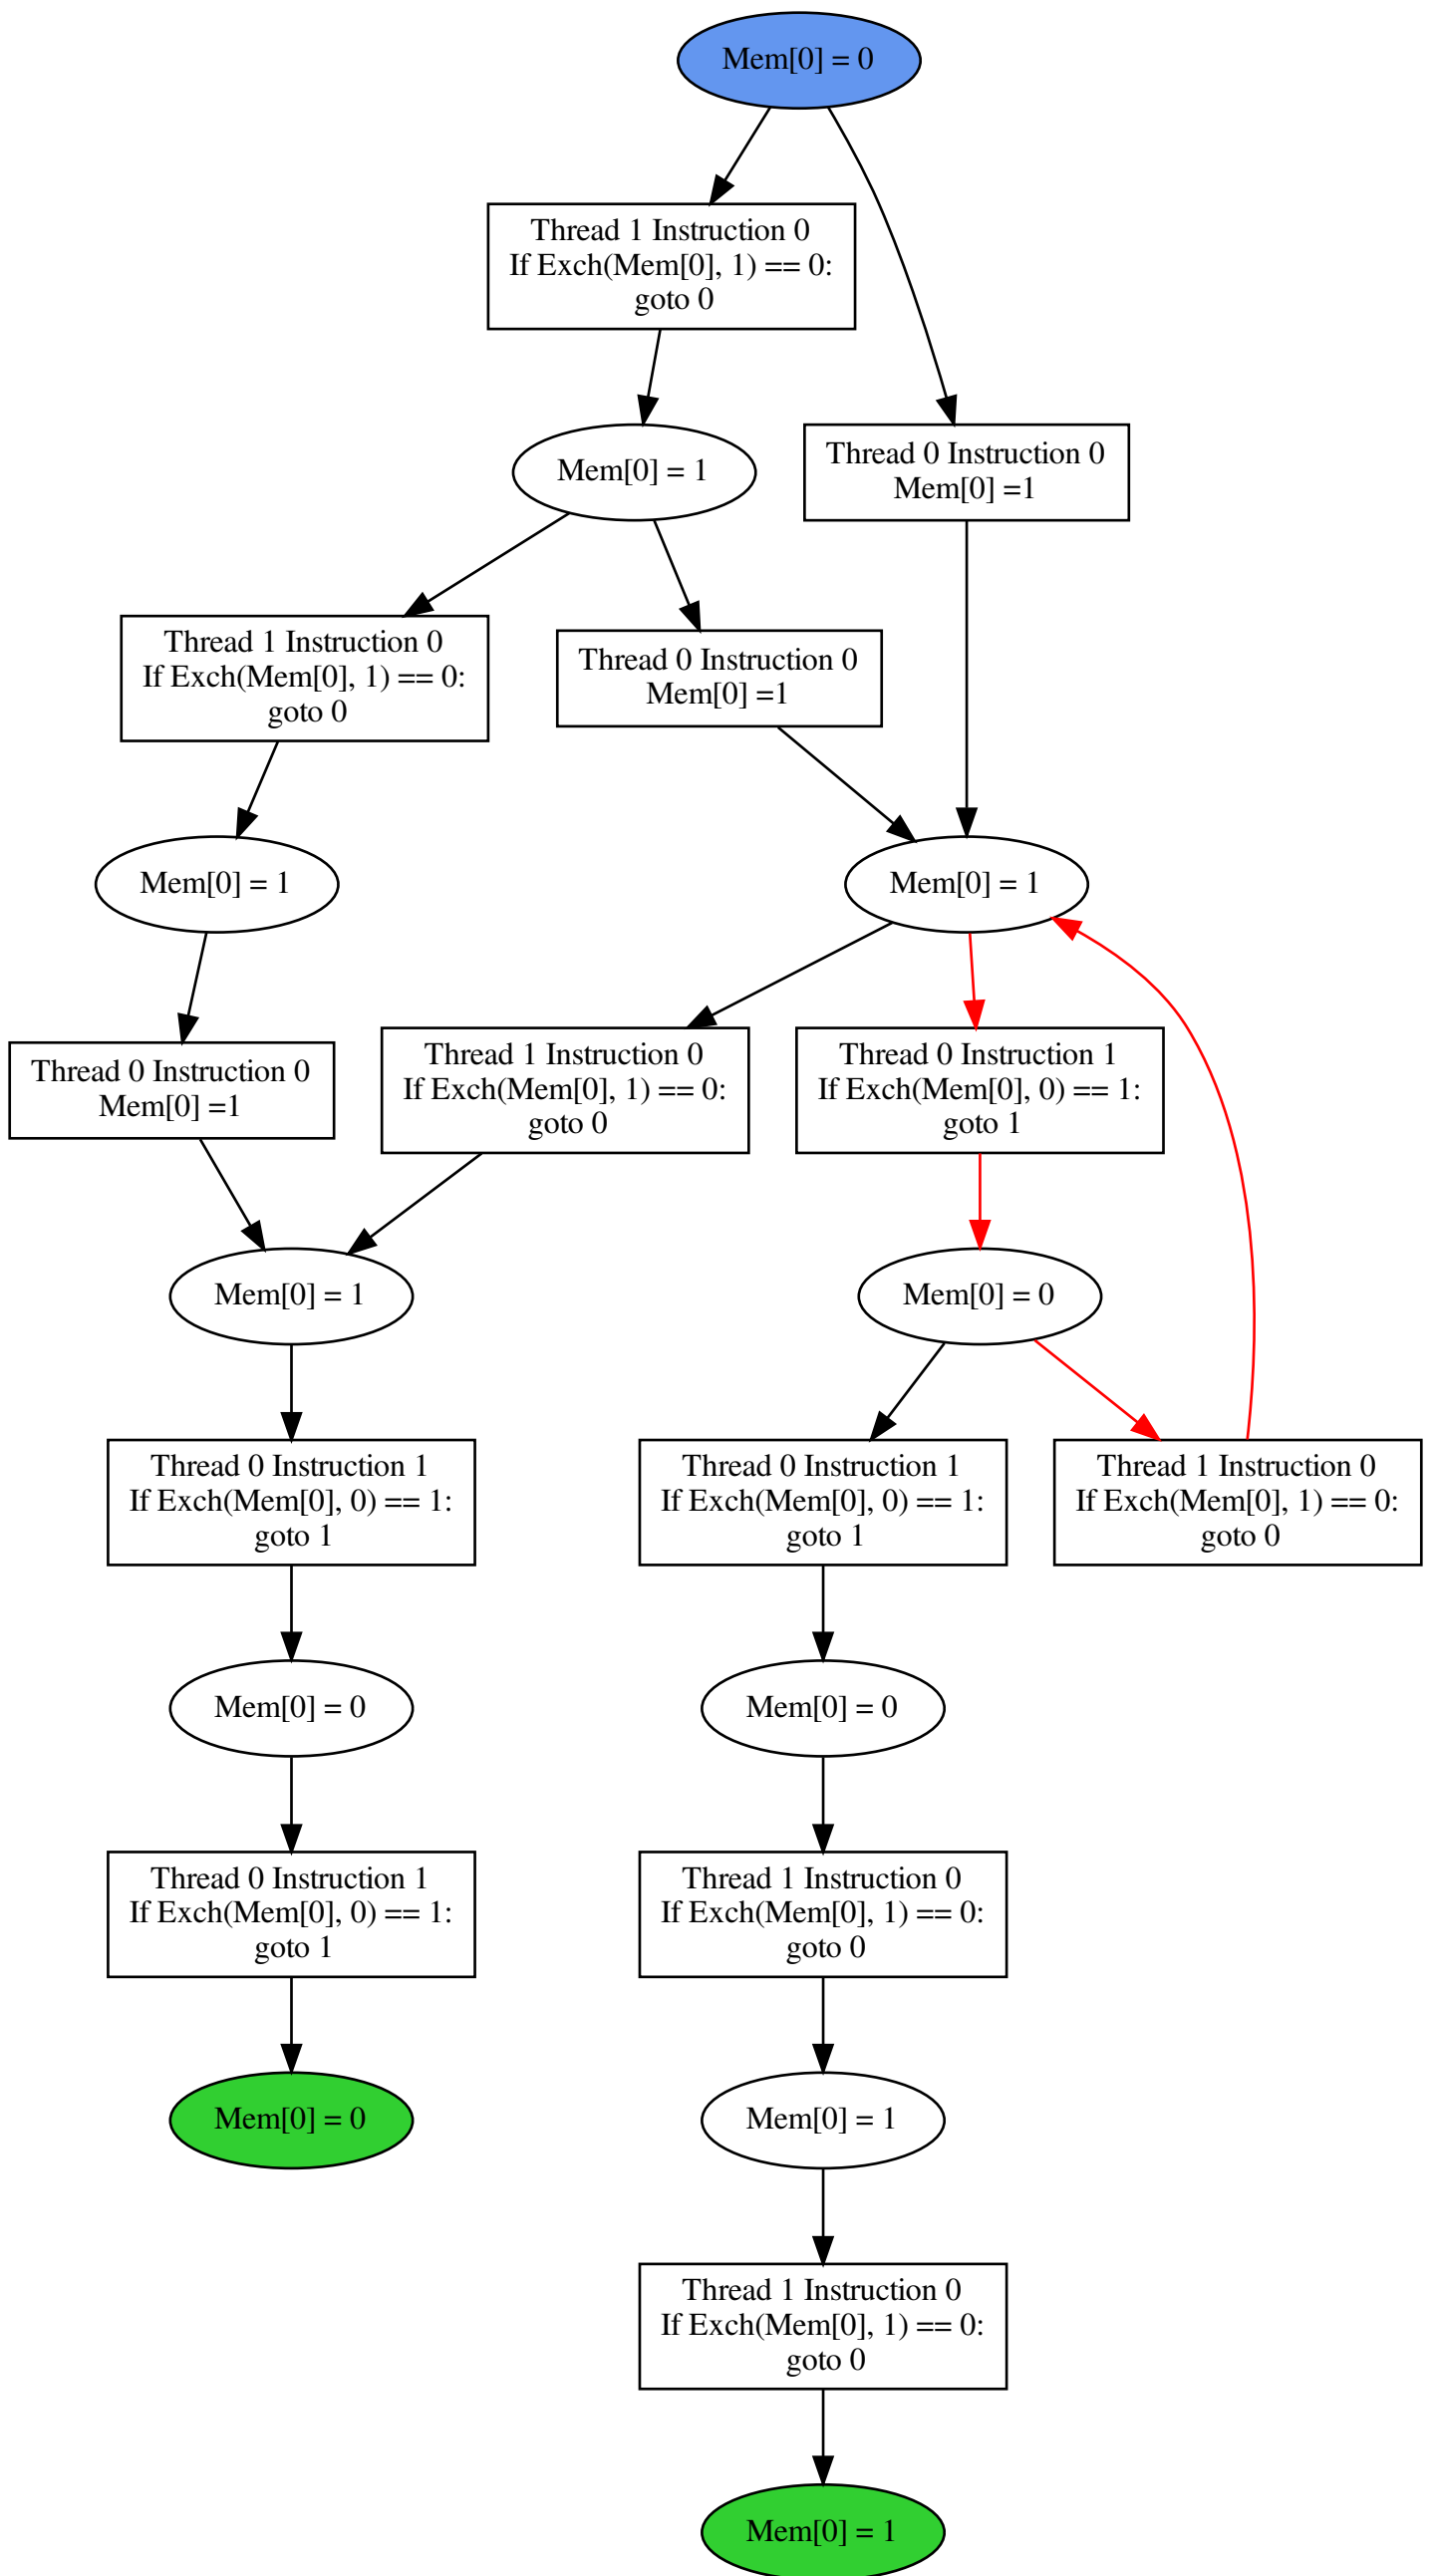 Mem[0] = 0
Thread 1 Instruction 0
If Exch(Mem[0], 1) == 0:
goto 0
Mem[0] = 1
Thread 0 Instruction 0
Mem[0] =1
Thread 1 Instruction 0
If Exch(Mem[0], 1) == 0:
goto 0
Thread 0 Instruction 0
Mem[0] =1
Mem[0] = 1
Mem[0] = 1
Thread 0 Instruction 0
Mem[0] =1
Thread 1 Instruction 0
If Exch(Mem[0], 1) == 0:
goto 0
Thread 0 Instruction 1
If Exch(Mem[0], 0) == 1:
goto 1
Mem[0] = 1
Mem[0] = 0
Thread 0 Instruction 1
If Exch(Mem[0], 0) == 1:
goto 1
Thread 0 Instruction 1
If Exch(Mem[0], 0) == 1:
goto 1
Thread 1 Instruction 0
If Exch(Mem[0], 1) == 0:
goto 0
Mem[0] = 0
Mem[0] = 0
Thread 0 Instruction 1
If Exch(Mem[0], 0) == 1:
goto 1
Thread 1 Instruction 0
If Exch(Mem[0], 1) == 0:
goto 0
Mem[0] = 0
Mem[0] = 1
Thread 1 Instruction 0
If Exch(Mem[0], 1) == 0:
goto 0
Mem[0] = 1